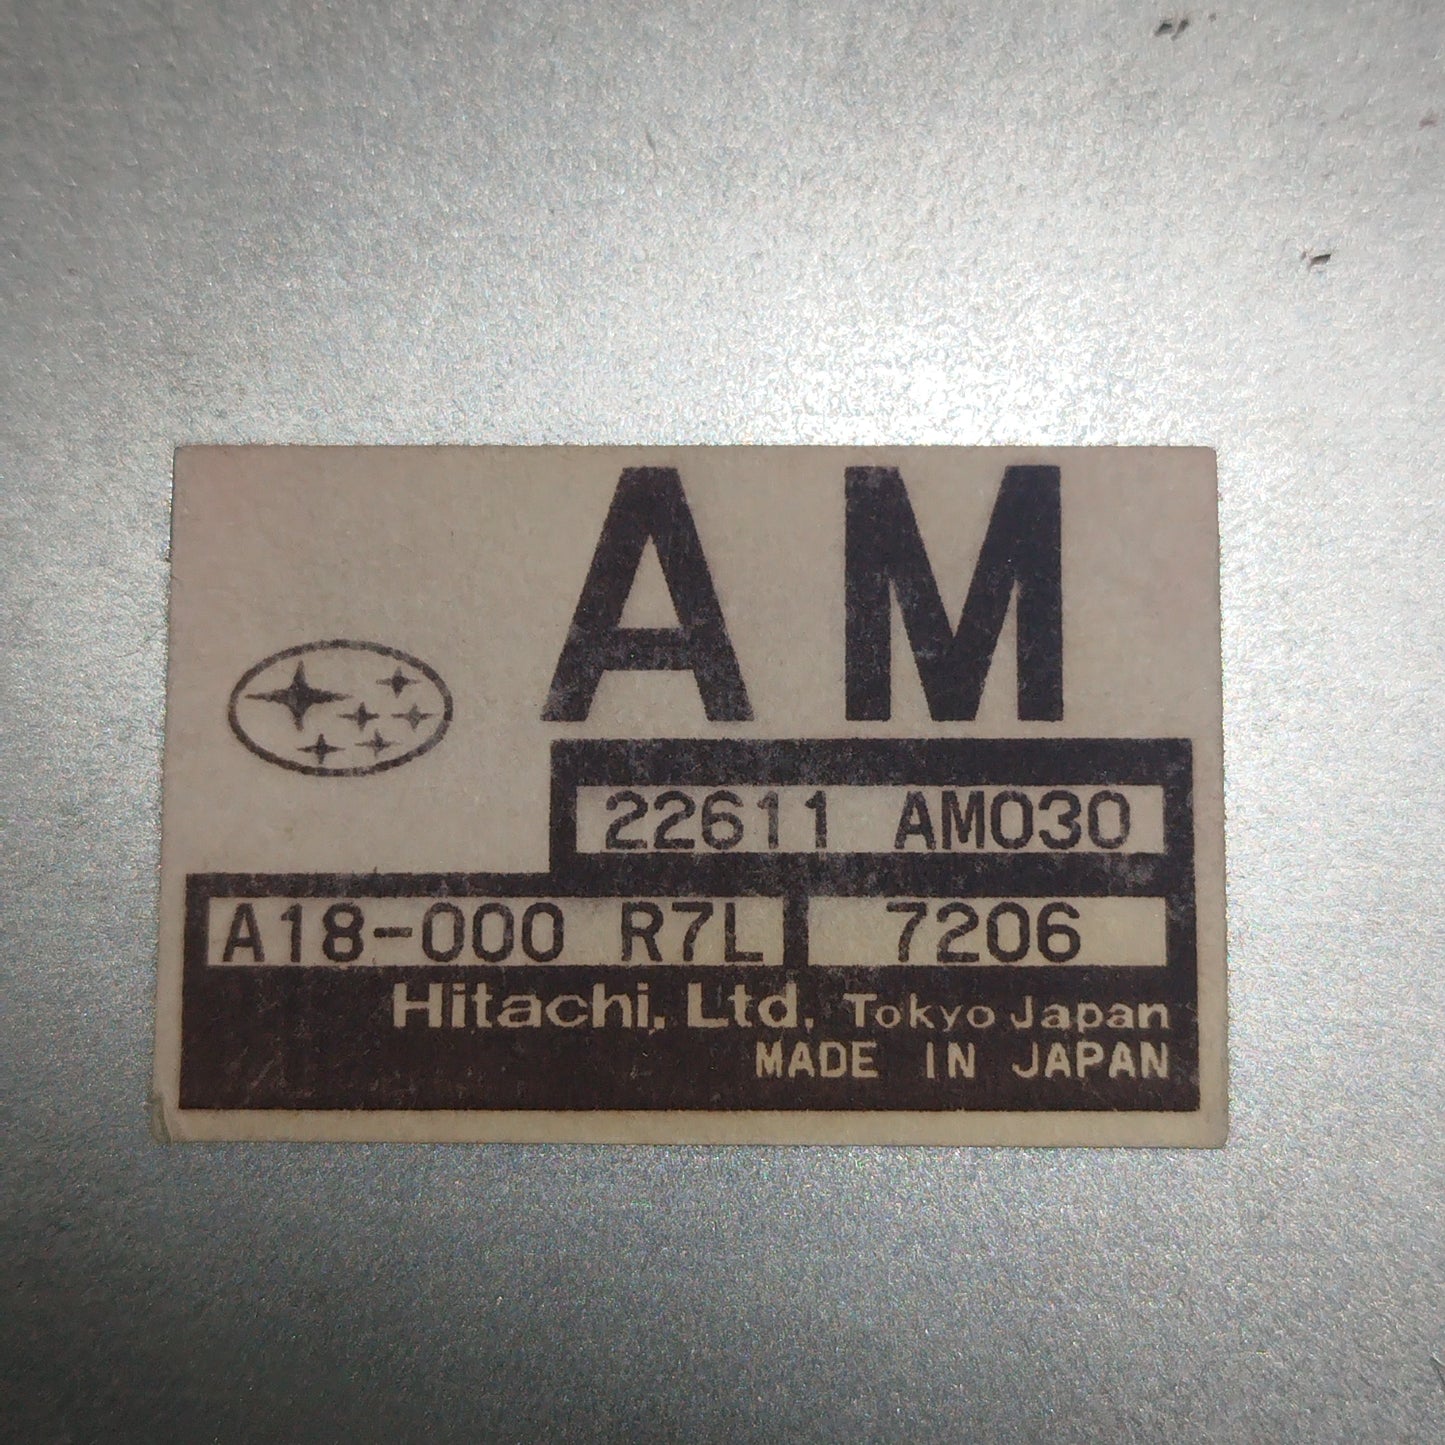 AM
22611 AM030
A18-000 R7L 7206
Hitachi, Ltd. Tokyo Japan
MADE IN JAPAN